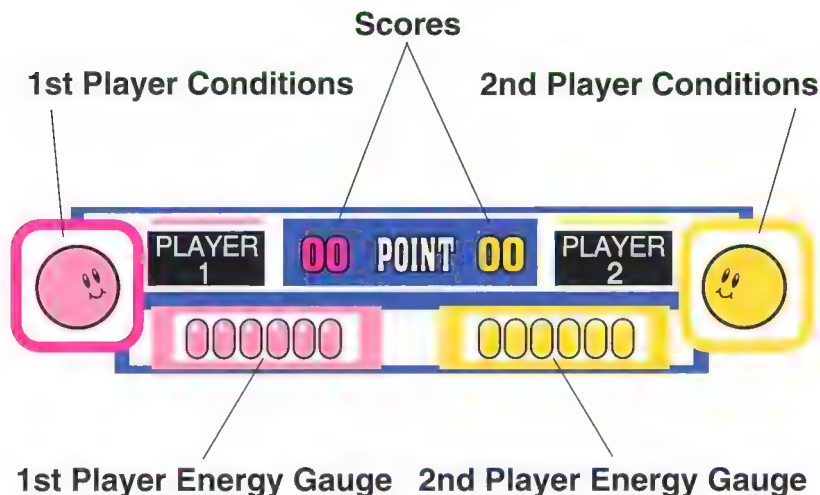 Scores
1st Player Conditions
2nd Player Conditions
PLAYER 1
00 POINT 00
PLAYER 2
1st Player Energy Gauge
2nd Player Energy Gauge